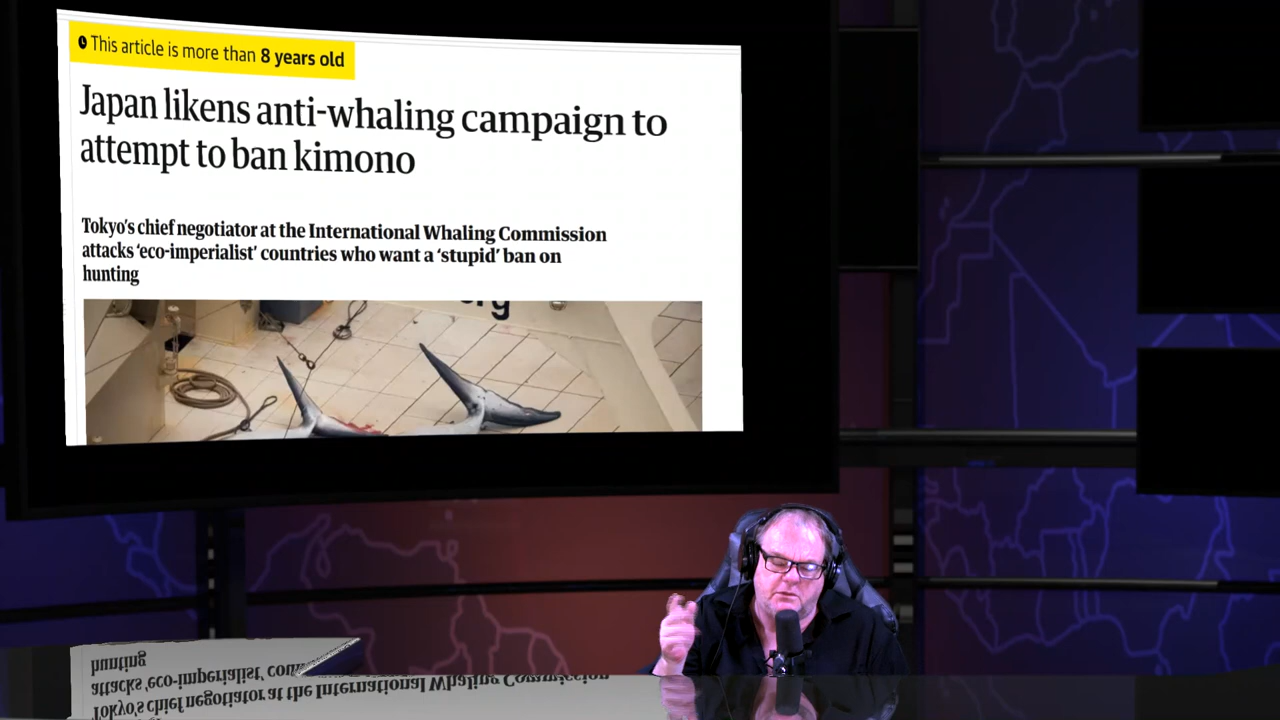 This article is more than 8 years old
Japan likens anti-whaling campaign to
attempt to ban kimono
Tokyo's chief negotiator at the International Whaling Commission
attacks 'eco-imperialist' countries who want a 'stupid' ban on
hunting